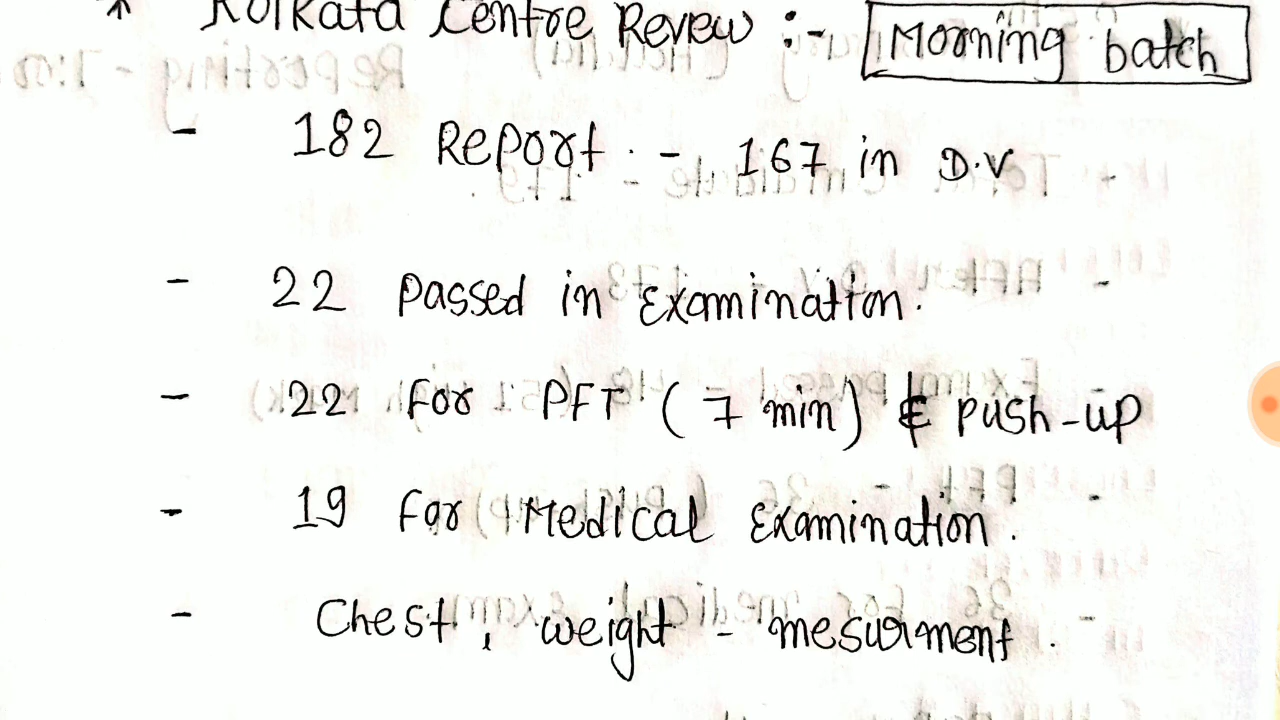 * Kolkata Centre Review :- Morning batch
- 182 Report. - 167 in D.V
- 22 passed in Examination.
- 22 For PFT (7 min) & push-up
- 19 For Medical Examination.
- Chest, weight - mesurment.